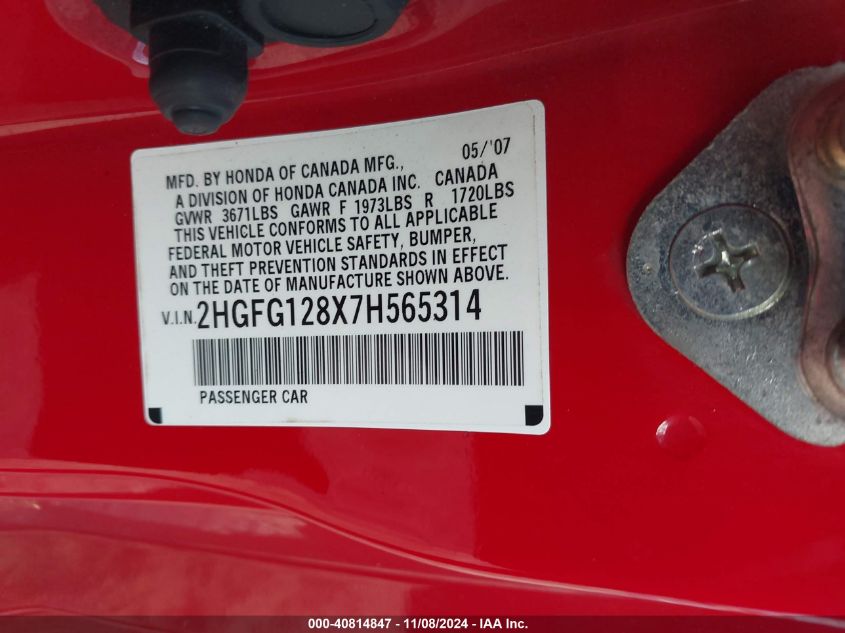 05/'07
MFD. BY HONDA OF CANADA MFG.,
A DIVISION OF HONDA CANADA INC. CANADA
GVWR 3671LBS GAWR F 1973LBS R 1720LBS
THIS VEHICLE CONFORMS TO ALL APPLICABLE
FEDERAL MOTOR VEHICLE SAFETY, BUMPER,
AND THEFT PREVENTION STANDARDS IN EFFECT
ON THE DATE OF MANUFACTURE SHOWN ABOVE.
V.I.N. 2HGFG128X7H565314
PASSENGER CAR
000-40814847 - 11/08/2024 - IAA Inc.